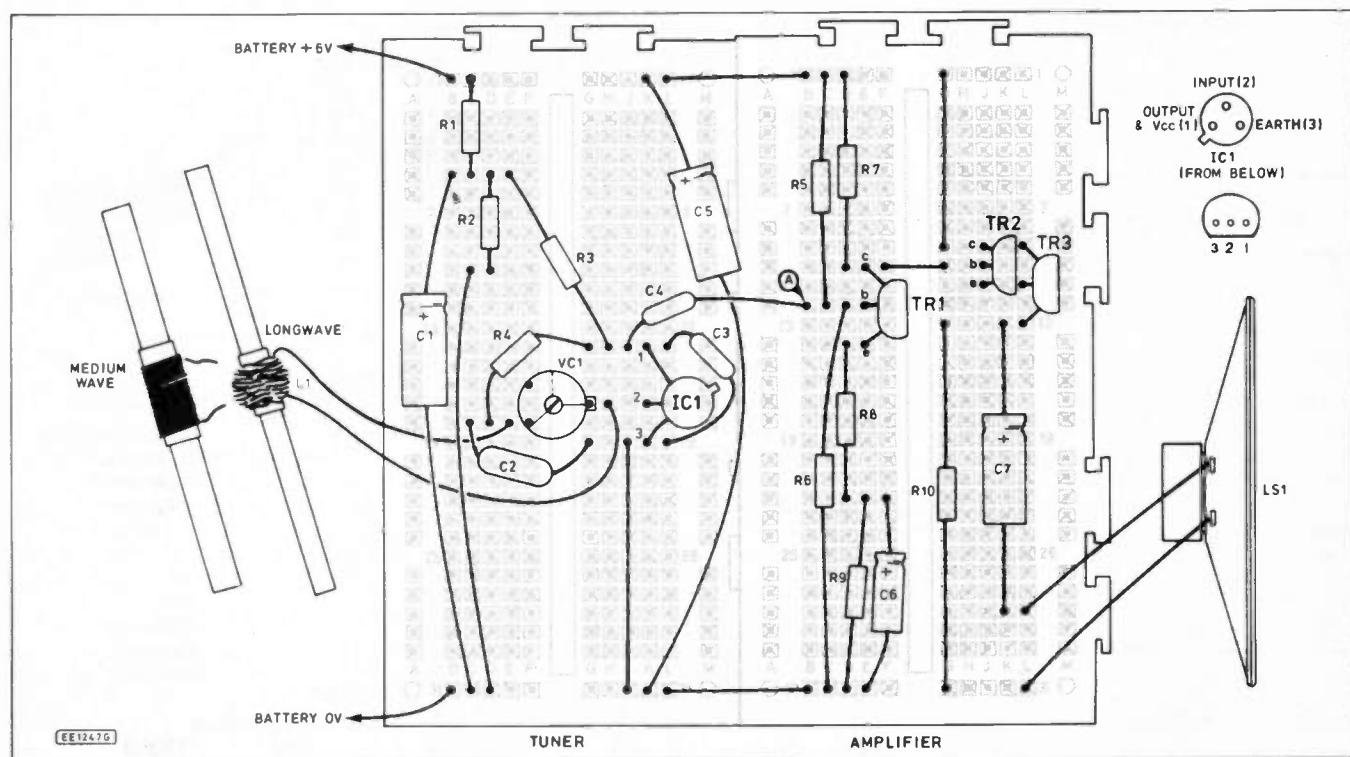 BATTERY + 6V
R1
R2
R3
R4
C1
C2
C3
C4
C5
VC1
1
2
3
IC1
MEDIUM
WAVE
LONGWAVE
L1
A
R5
R7
R6
R8
R9
C6
R10
C7
c
b
e
TR1
c
b
e
TR2
TR3
INPUT(2)
OUTPUT
& Vcc(1)
EARTH(3)
IC1
(FROM BELOW)
3 2 1
LS1
BATTERY 0V
EE1247G
TUNER
AMPLIFIER